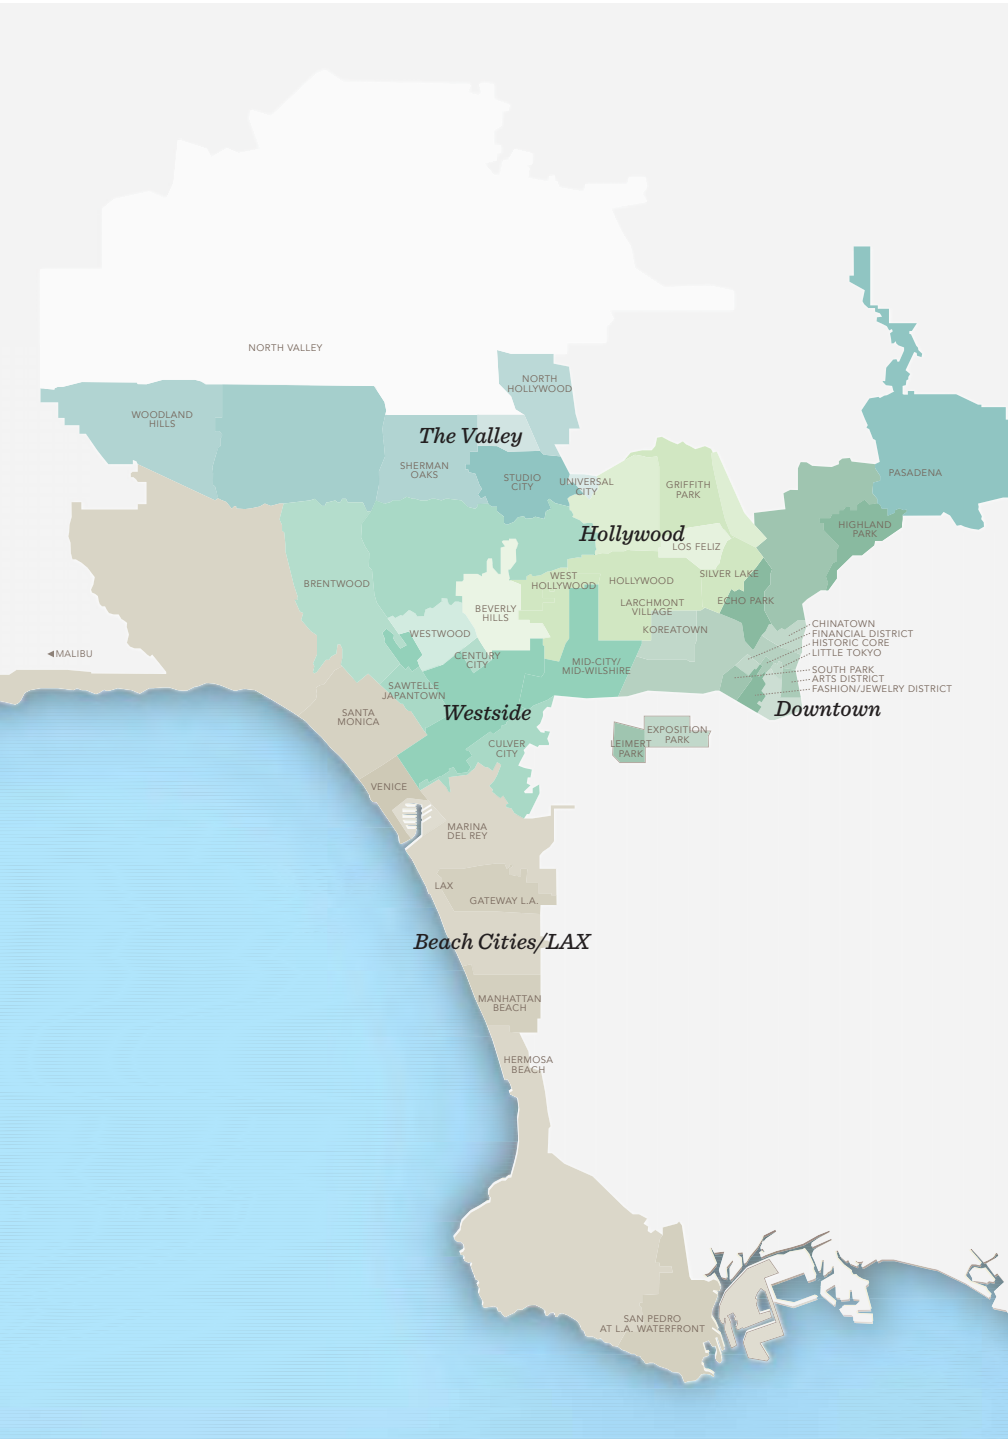 NORTH VALLEY
NORTH
HOLLYWOOD
WOODLAND
HILLS
The Valley
SHERMAN
OAKS
STUDIO
CITY
UNIVERSAL
CITY
GRIFFITH
PARK
PASADENA
HIGHLAND
PARK
Hollywood
LOS FELIZ
BRENTWOOD
WEST
HOLLYWOOD
HOLLYWOOD
SILVER LAKE
BEVERLY
HILLS
LARCHMONT
VILLAGE
ECHO PARK
WESTWOOD
KOREATOWN
CHINATOWN
FINANCIAL DISTRICT
HISTORIC CORE
LITTLE TOKYO
SOUTH PARK
ARTS DISTRICT
FASHION/JEWELRY DISTRICT
Downtown
◀MALIBU
CENTURY
CITY
MID-CITY/
MID-WILSHIRE
SAWTELLE
JAPANTOWN
SANTA
MONICA
Westside
EXPOSITION
PARK
LEIMERT
PARK
CULVER
CITY
VENICE
MARINA
DEL REY
LAX
GATEWAY L.A.
Beach Cities/LAX
MANHATTAN
BEACH
HERMOSA
BEACH
SAN PEDRO
AT L.A. WATERFRONT